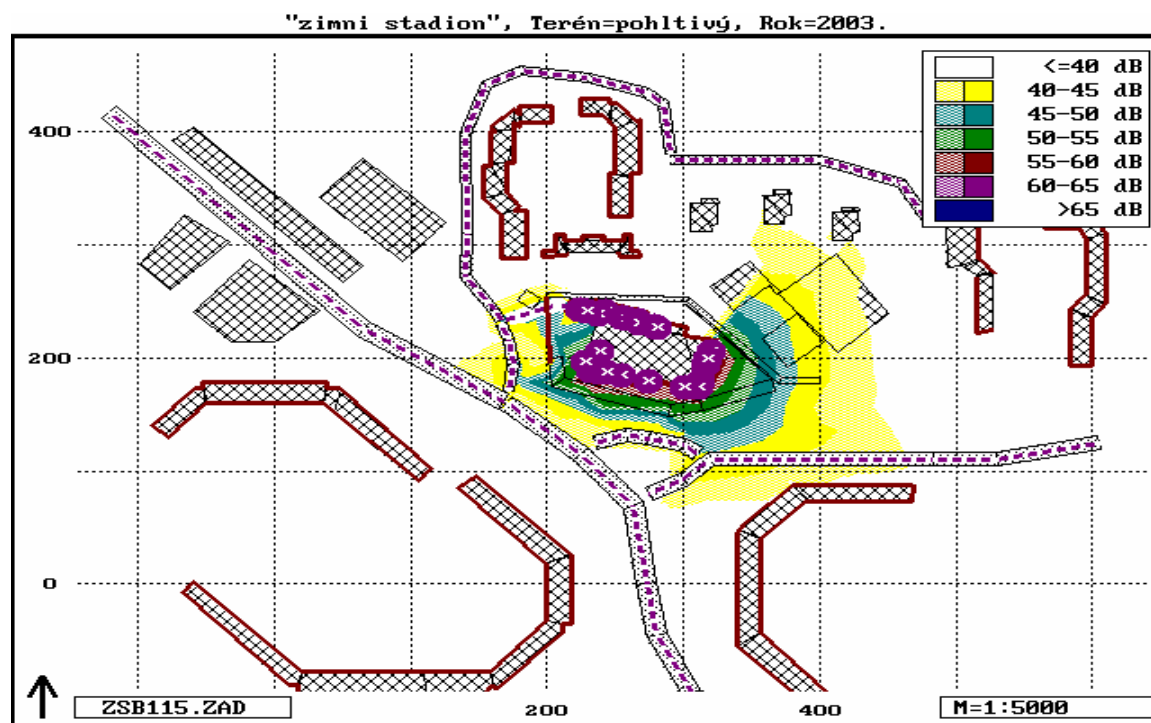 "zimni stadion", Terén=pohltivý, Rok=2003.
<=40 dB
40-45 dB
45-50 dB
50-55 dB
55-60 dB
60-65 dB
>65 dB
400
200
0
ZSB115.ZAD
200
400
M=1:5000